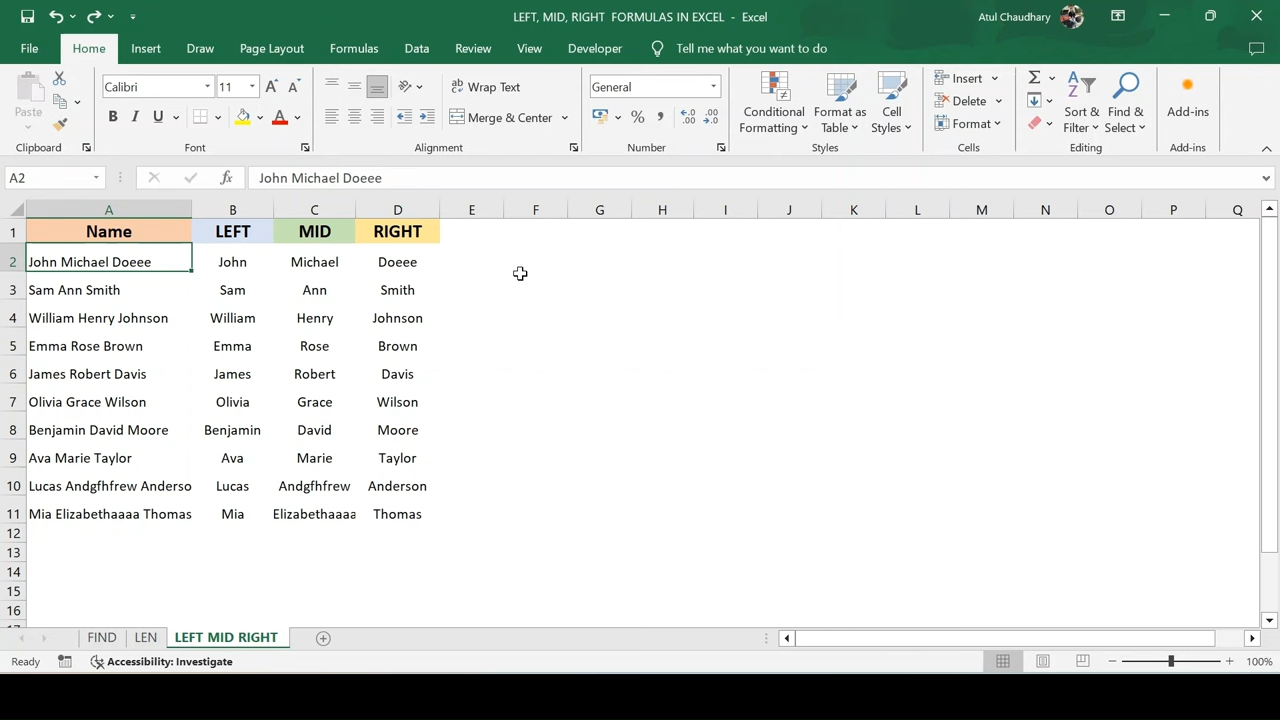 LEFT, MID, RIGHT FORMULAS IN EXCEL - Excel
Atul Chaudhary
File Home Insert Draw Page Layout Formulas Data Review View Developer Tell me what you want to do
Paste
Calibri 11
B I U
Wrap Text
Merge & Center
General
Conditional Formatting
Format as Table
Cell Styles
Insert
Delete
Format
Sort & Filter
Find & Select
Add-ins
Clipboard Font Alignment Number Styles Cells Editing Add-ins
A2 fx John Michael Doeee
A B C D E F G H I J K L M N O P Q
1 Name LEFT MID RIGHT
2 John Michael Doeee John Michael Doeee
3 Sam Ann Smith Sam Ann Smith
4 William Henry Johnson William Henry Johnson
5 Emma Rose Brown Emma Rose Brown
6 James Robert Davis James Robert Davis
7 Olivia Grace Wilson Olivia Grace Wilson
8 Benjamin David Moore Benjamin David Moore
9 Ava Marie Taylor Ava Marie Taylor
10 Lucas Andgfhfrew Anderso Lucas Andgfhfrew Anderson
11 Mia Elizabethaaaa Thomas Mia Elizabethaaaa Thomas
12
13
14
15
16
FIND LEN LEFT MID RIGHT
Ready Accessibility: Investigate 100%